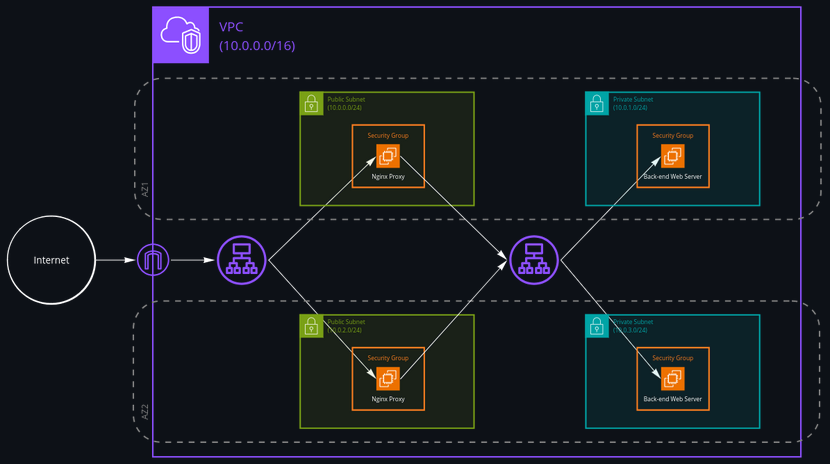 VPC
(10.0.0.0/16)
Public Subnet
(10.0.0.0/24)
Security Group
Nginx Proxy
Private Subnet
(10.0.1.0/24)
Security Group
Back-end Web Server
AZ1
Internet
Public Subnet
(10.0.2.0/24)
Security Group
Nginx Proxy
Private Subnet
(10.0.3.0/24)
Security Group
Back-end Web Server
AZ2